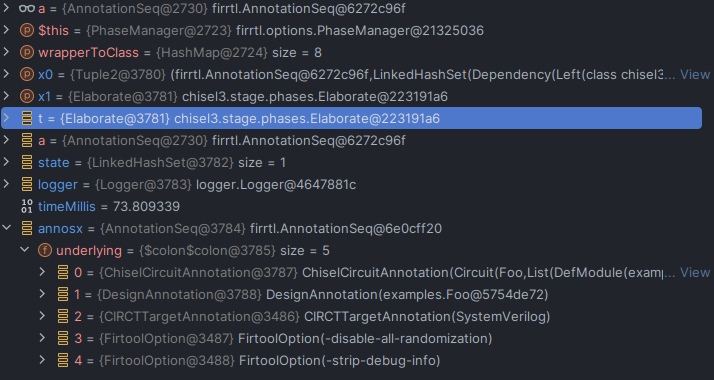 a = {AnnotationSeq@2730} firrtl.AnnotationSeq@6272c96f
$this = {PhaseManager@2723} firrtl.options.PhaseManager@21325036
wrapperToClass = {HashMap@2724} size = 8
x0 = {Tuple2@3780} (firrtl.AnnotationSeq@6272c96f,LinkedHashSet(Dependency(Left(class chisel3... View
x1 = {Elaborate@3781} chisel3.stage.phases.Elaborate@223191a6
t = {Elaborate@3781} chisel3.stage.phases.Elaborate@223191a6
a = {AnnotationSeq@2730} firrtl.AnnotationSeq@6272c96f
state = {LinkedHashSet@3782} size = 1
logger = {Logger@3783} logger.Logger@4647881c
timeMillis = 73.809339
annosx = {AnnotationSeq@3784} firrtl.AnnotationSeq@6e0cff20
underlying = {$colon$colon@3785} size = 5
0 = {ChiselCircuitAnnotation@3787} ChiselCircuitAnnotation(Circuit(Foo,List(DefModule(exam... View
1 = {DesignAnnotation@3788} DesignAnnotation(examples.Foo@5754de72)
2 = {CIRCTTargetAnnotation@3486} CIRCTTargetAnnotation(SystemVerilog)
3 = {FirtoolOption@3487} FirtoolOption(-disable-all-randomization)
4 = {FirtoolOption@3488} FirtoolOption(-strip-debug-info)